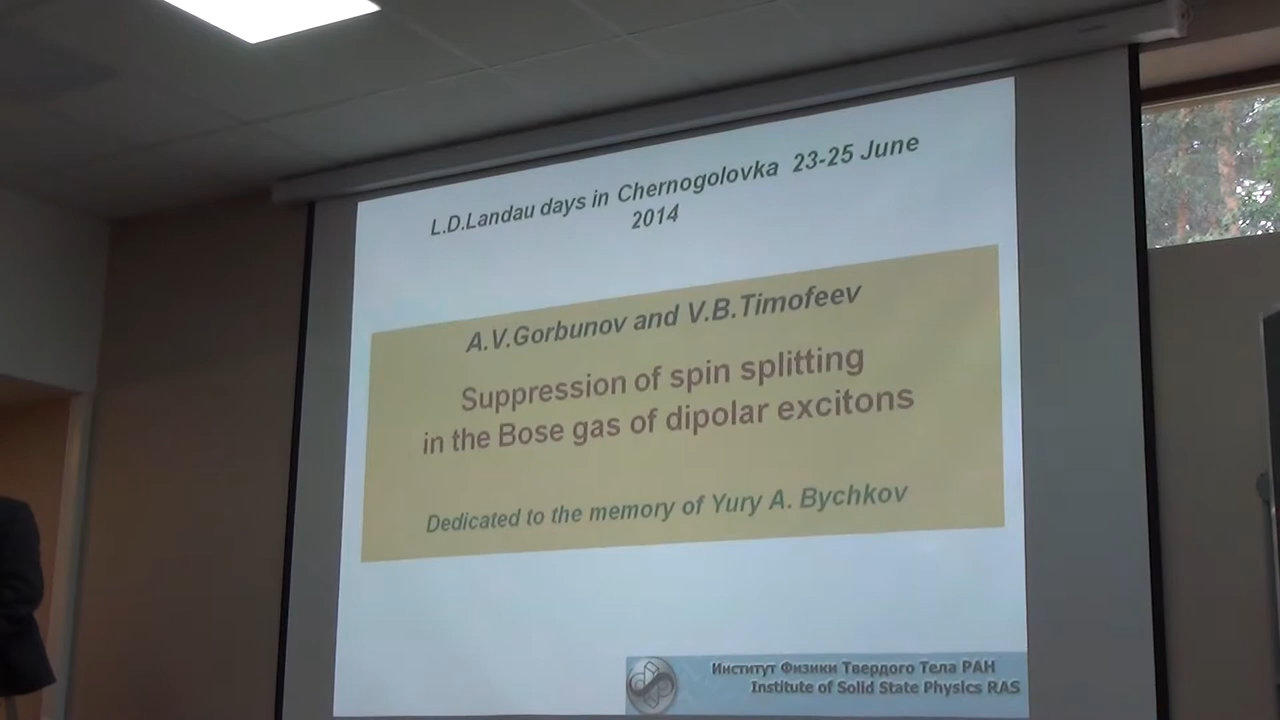 L.D.Landau days in Chernogolovka 23-25 June
2014
A.V.Gorbunov and V.B.Timofeev
Suppression of spin splitting
in the Bose gas of dipolar excitons
Dedicated to the memory of Yury A. Bychkov
Институт Физики Твердого Тела РАН
Institute of Solid State Physics RAS